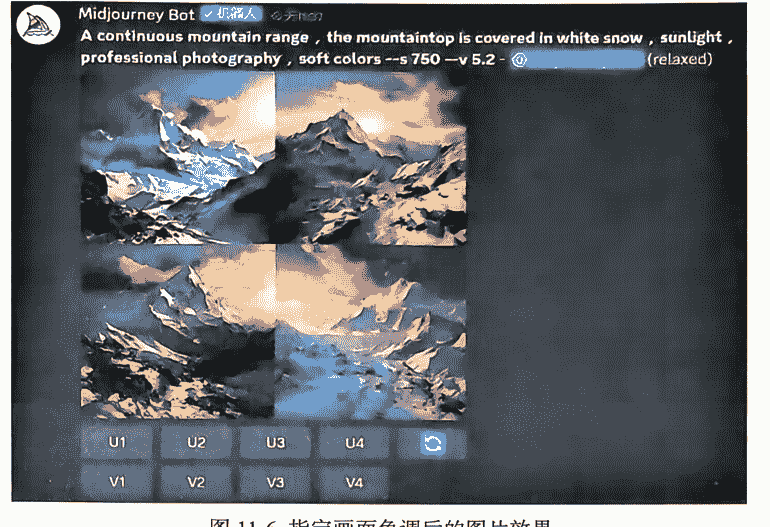 Midjourney Bot ✓机器人
A continuous mountain range , the mountaintop is covered in white snow , sunlight ,
professional photography , soft colors --s 750 —v 5.2 - @ (relaxed)
U1 U2 U3 U4
V1 V2 V3 V4
图 11.6 指定画面色调后的图片效果